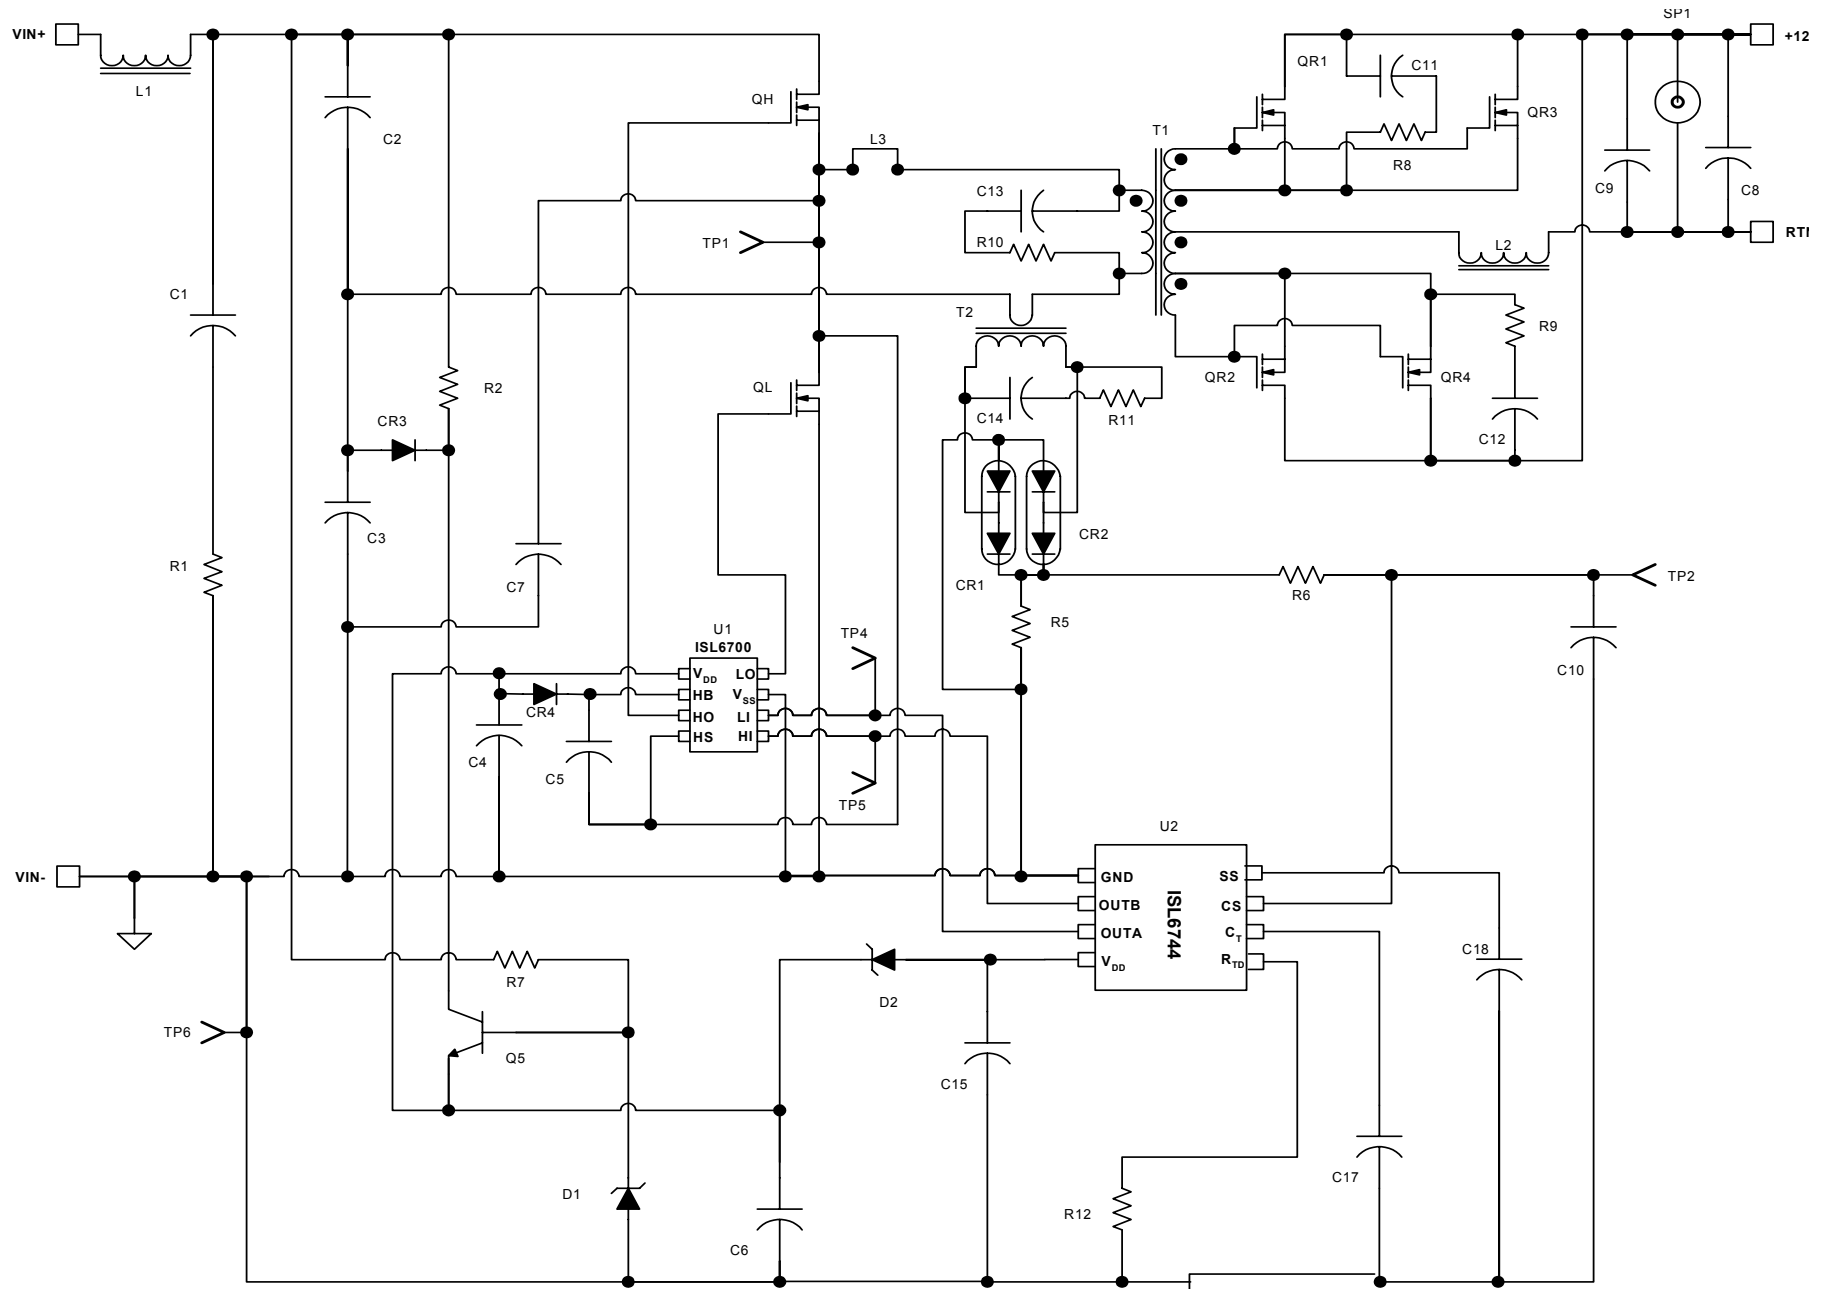 SP1
VIN+
+12
L1
QR1
C11
QH
QR3
C2
T1
L3
R8
C9
C8
C13
TP1
R10
L2
RTN
C1
T2
R9
R2
QL
QR2
QR4
CR3
C14
R11
C12
C3
CR2
R1
C7
CR1
R6
TP2
U1
ISL6700
TP4
R5
C10
VDD
LO
HB
VSS
CR4
HO
LI
HS
HI
C4
C5
TP5
U2
VIN-
GND
SS
OUTB
CS
ISL6744
OUTA
CT
C18
VDD
RTD
R7
D2
TP6
Q5
C15
C17
D1
R12
C6